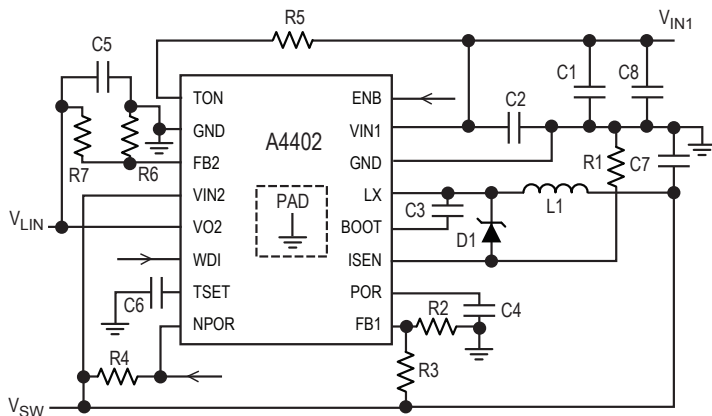 R5
V_IN1
C5
C1
C8
TON
ENB
C2
GND
A4402
VIN1
R7
R6
FB2
GND
R1
C7
VIN2
PAD
LX
C3
L1
V_LIN
VO2
BOOT
D1
WDI
ISEN
C6
TSET
POR
R2
C4
NPOR
FB1
R4
R3
V_SW